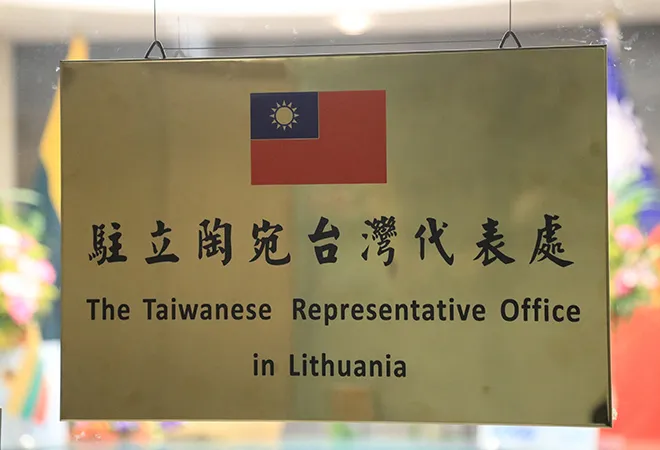 駐立陶宛台灣代表處
The Taiwanese Representative Office
in Lithuania